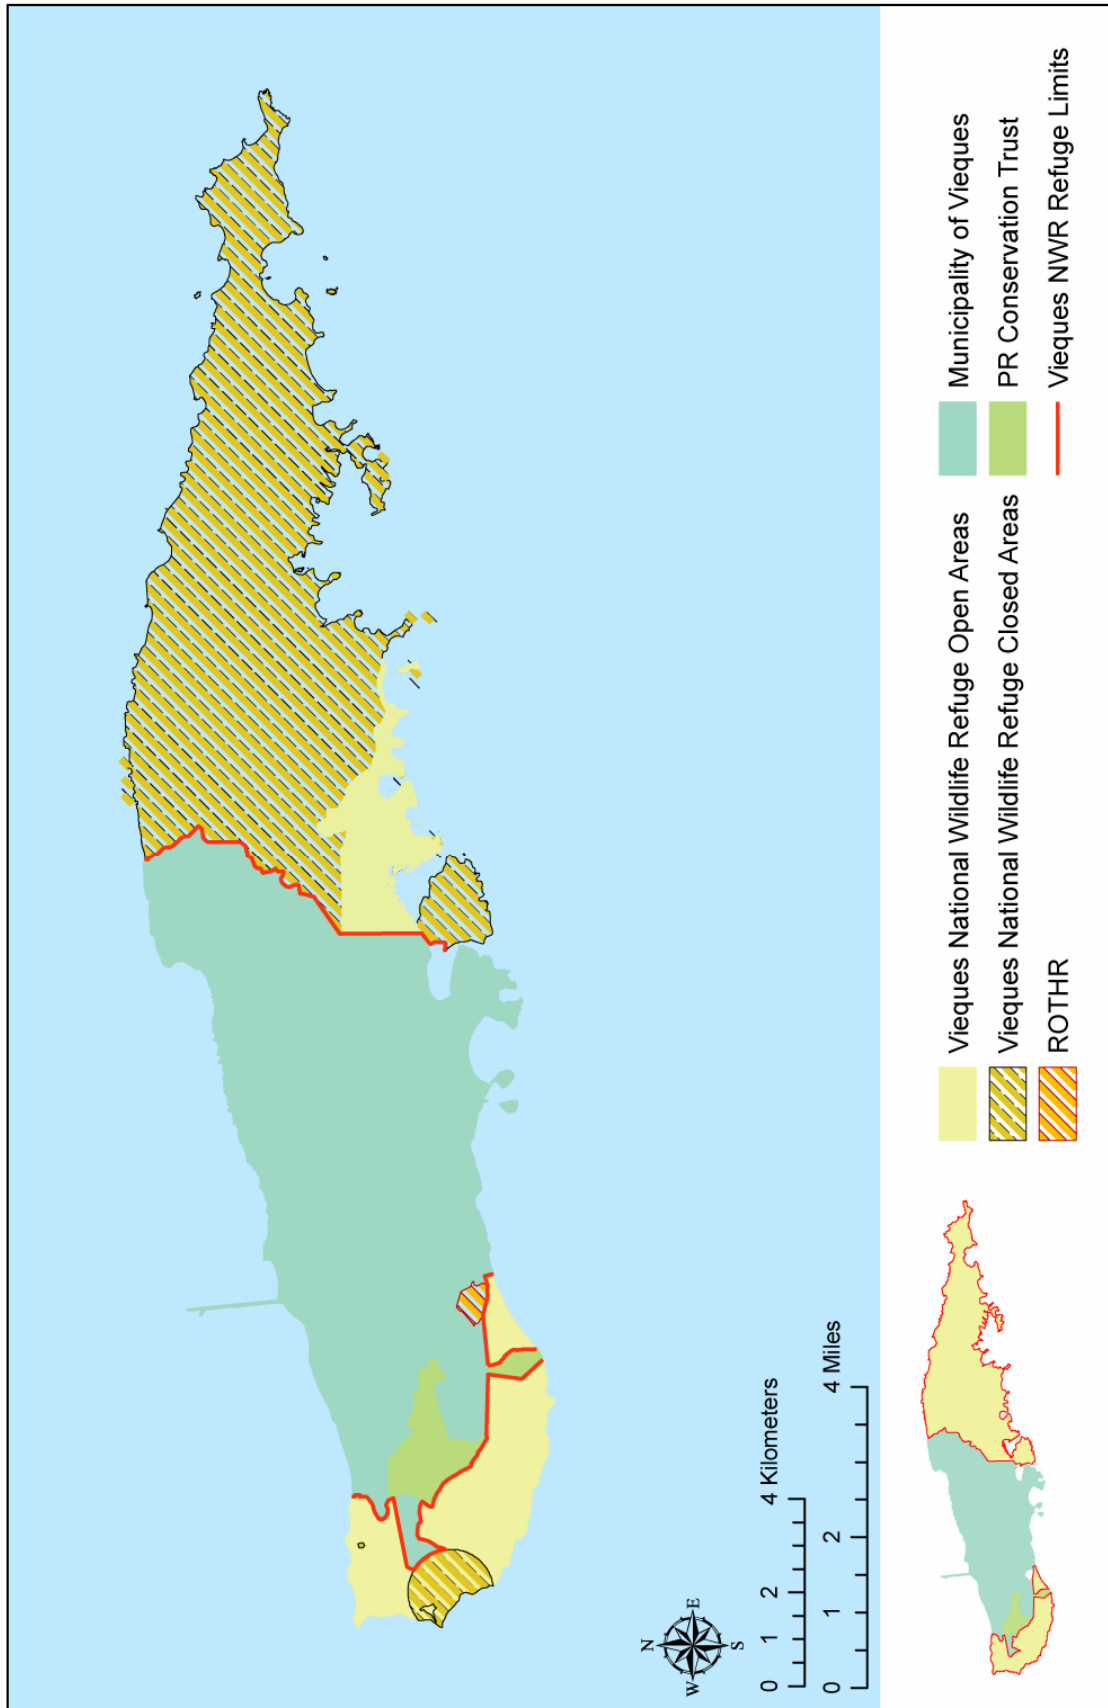 N
W E
S
0 1 2 4 Kilometers
0 1 2 4 Miles
Vieques National Wildlife Refuge Open Areas
Vieques National Wildlife Refuge Closed Areas
ROTHR
Municipality of Vieques
PR Conservation Trust
Vieques NWR Refuge Limits